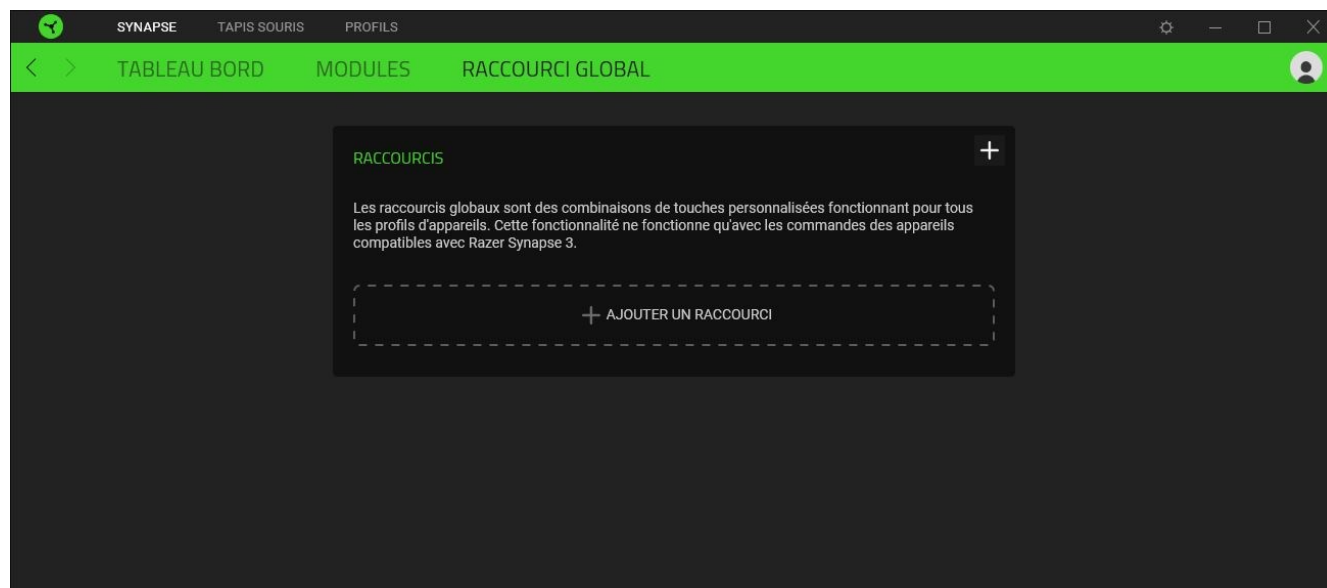 SYNAPSE TAPIS SOURIS PROFILS
TABLEAU BORD MODULES RACCOURCI GLOBAL
RACCOURCIS
Les raccourcis globaux sont des combinaisons de touches personnalisées fonctionnant pour tous
les profils d'appareils. Cette fonctionnalité ne fonctionne qu'avec les commandes des appareils
compatibles avec Razer Synapse 3.
AJOUTER UN RACCOURCI